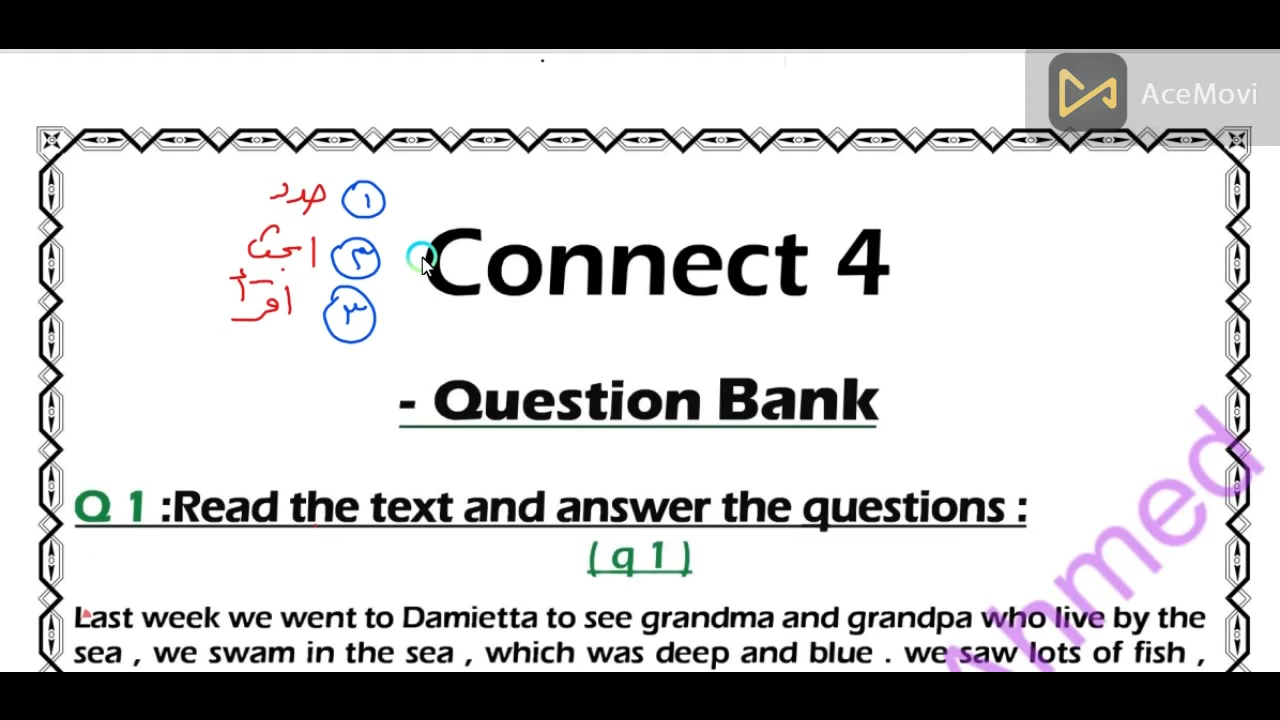 AceMovi
١ حدد
٢ ابحث
٣ اقرأ
Connect 4
- Question Bank
Q 1 :Read the text and answer the questions :
( q 1 )
Last week we went to Damietta to see grandma and grandpa who live by the
sea , we swam in the sea , which was deep and blue . we saw lots of fish ,
Ahmed